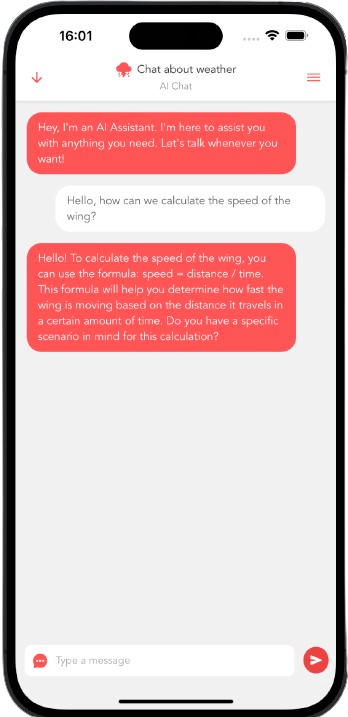 16:01
Chat about weather
AI Chat
Hey, I'm an AI Assistant. I'm here to assist you
with anything you need. Let's talk whenever you
want!
Hello, how can we calculate the speed of the
wing?
Hello! To calculate the speed of the wing, you
can use the formula: speed = distance / time.
This formula will help you determine how fast the
wing is moving based on the distance it travels in
a certain amount of time. Do you have a specific
scenario in mind for this calculation?
Type a message